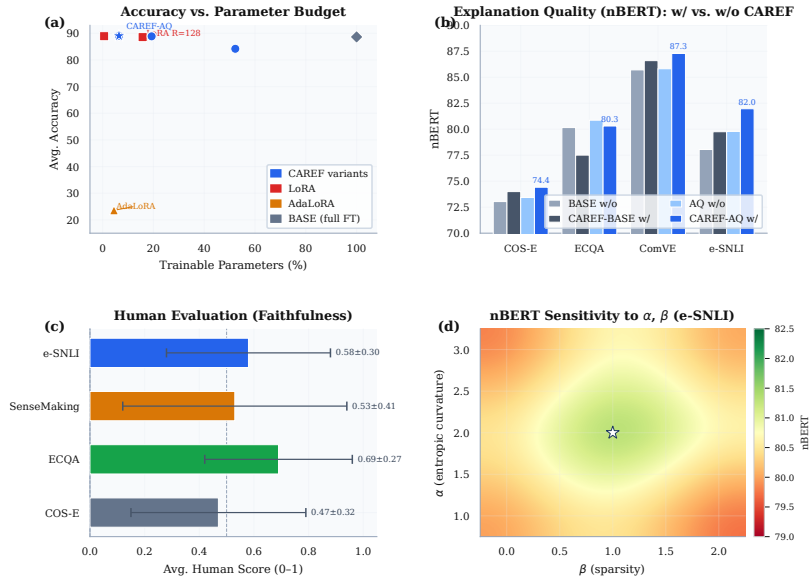 (a)
Accuracy vs. Parameter Budget
CAREF-AQ
RA R=128
AdaLoRA
Avg. Accuracy
90
80
70
60
50
40
30
20
0
20
40
60
80
100
Trainable Parameters (%)
CAREF variants
LoRA
AdaLoRA
BASE (full FT)
(b)
Explanation Quality (nBERT): w/ vs. w/o CAREF
nBERT
90.0
87.5
85.0
82.5
80.0
77.5
75.0
72.5
70.0
74.4
80.3
87.3
82.0
BASE w/o
CAREF-BASE w/
AQ w/o
CAREF-AQ w/
COS-E
ECQA
ComVE
e-SNLI
(c)
Human Evaluation (Faithfulness)
e-SNLI
0.58±0.30
SenseMaking
0.53±0.41
ECQA
0.69±0.27
COS-E
0.47±0.32
0.0
0.2
0.4
0.6
0.8
1.0
Avg. Human Score (0–1)
(d)
nBERT Sensitivity to α, β (e-SNLI)
α (entropic curvature)
3.0
2.5
2.0
1.5
1.0
0.0
0.5
1.0
1.5
2.0
β (sparsity)
82.5
82.0
81.5
81.0
80.5
80.0
79.5
79.0
nBERT